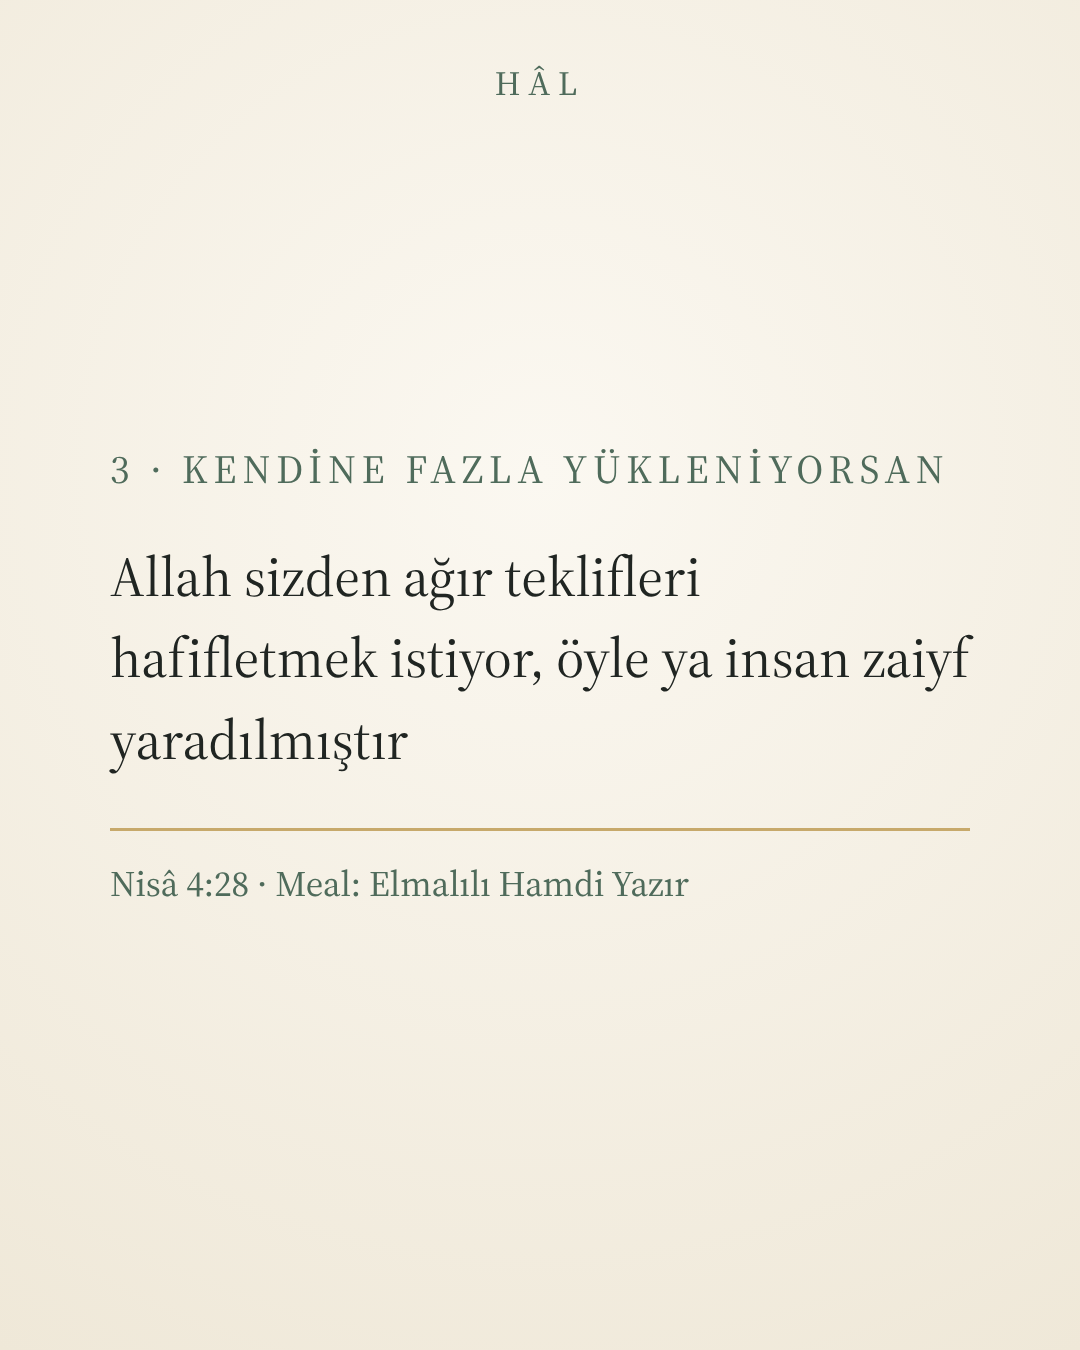 HÂL
3 · KENDİNE FAZLA YÜKLENİYORSAN
Allah sizden ağır teklifleri
hafifletmek istiyor, öyle ya insan zaiyf
yaradılmıştır
Nisâ 4:28 · Meal: Elmalılı Hamdi Yazır